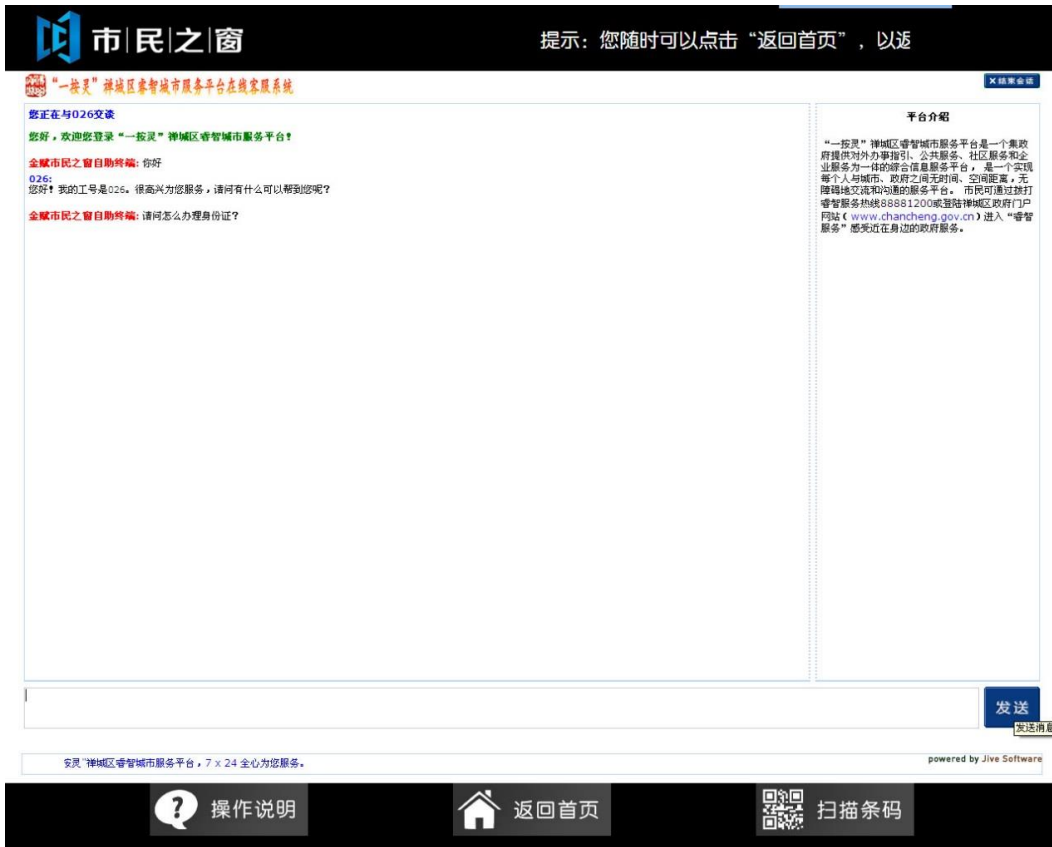 市民之窗
提示：您随时可以点击“返回首页”，以返
“一按灵”禅城区睿智城市服务平台在线客服系统
X结束会话
您正在与026交谈
您好，欢迎您登录“一按灵”禅城区睿智城市服务平台！
金赋市民之窗自助终端: 你好
026:
您好！我的工号是026。很高兴为您服务，请问有什么可以帮到您呢？
金赋市民之窗自助终端: 请问怎么办理身份证？
平台介绍
“一按灵”禅城区睿智城市服务平台是一个集政
府提供对外办事指引、公共服务、社区服务和企
业服务为一体的综合信息服务平台， 是一个实现
每个人与城市、政府之间无时间、空间距离，无
障碍地交流和沟通的服务平台。 市民可通过拨打
睿智服务热线88881200或登陆禅城区政府门户
网站（www.chancheng.gov.cn）进入“睿智
服务”感受近在身边的政府服务。
发送
发送消息
按灵”禅城区睿智城市服务平台，7 x 24 全心为您服务。
powered by Jive Software
操作说明
返回首页
扫描条码